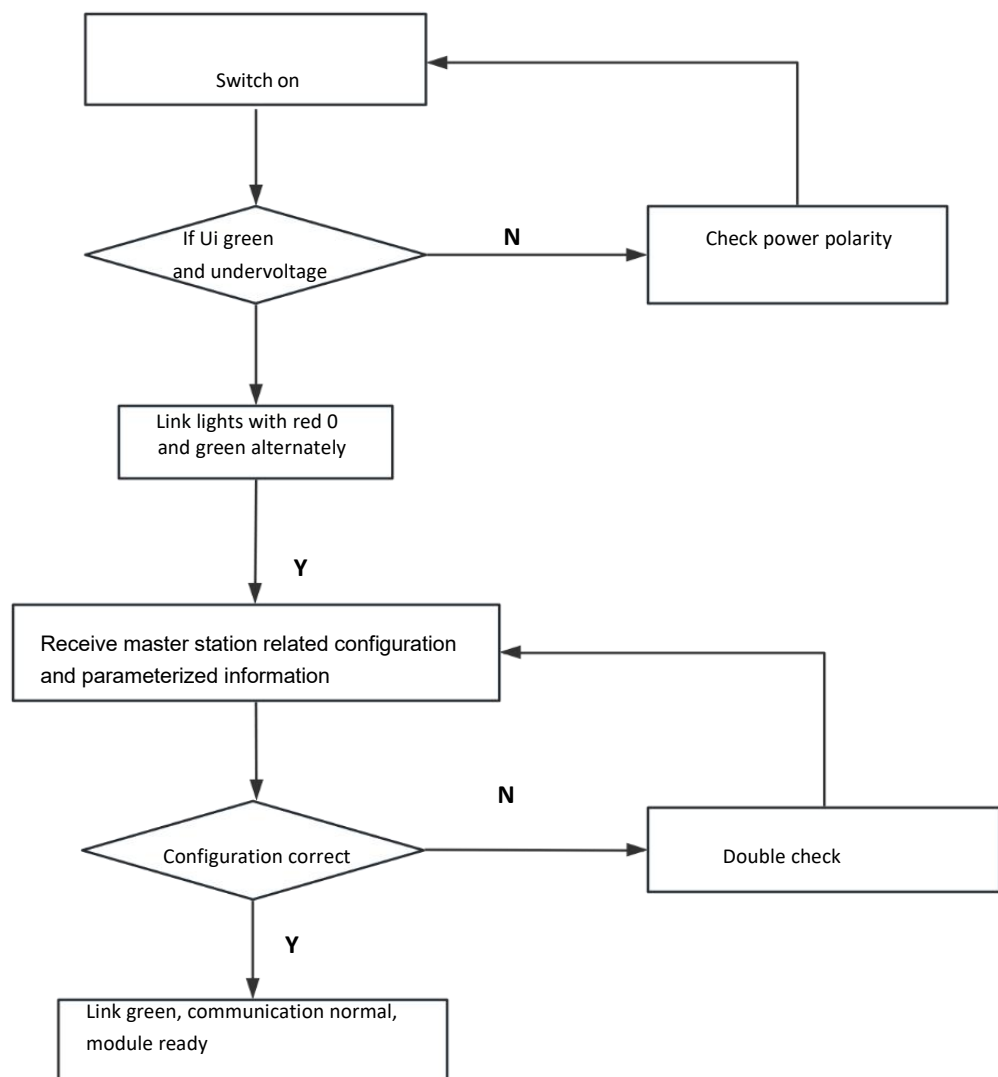 Switch on
If Ui green
and undervoltage
N
Check power polarity
Link lights with red 0
and green alternately
Y
Receive master station related configuration
and parameterized information
N
Configuration correct
Double check
Y
Link green, communication normal,
module ready